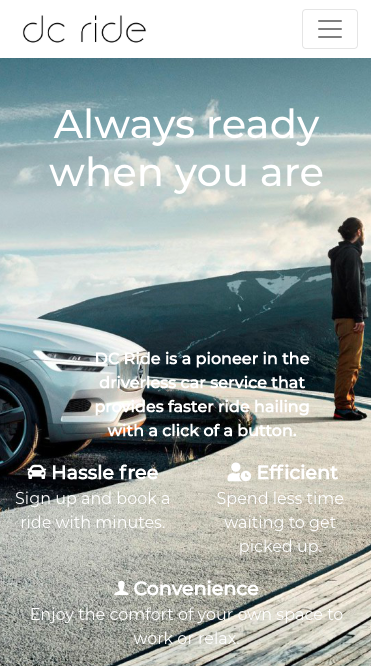 dc ride
Always ready
when you are
DC Ride is a pioneer in the
driverless car service that
provides faster ride hailing
with a click of a button.
Hassle free
Sign up and book a
ride with minutes.
Efficient
Spend less time
waiting to get
picked up.
Convenience
Enjoy the comfort of your own space to
work or relax.